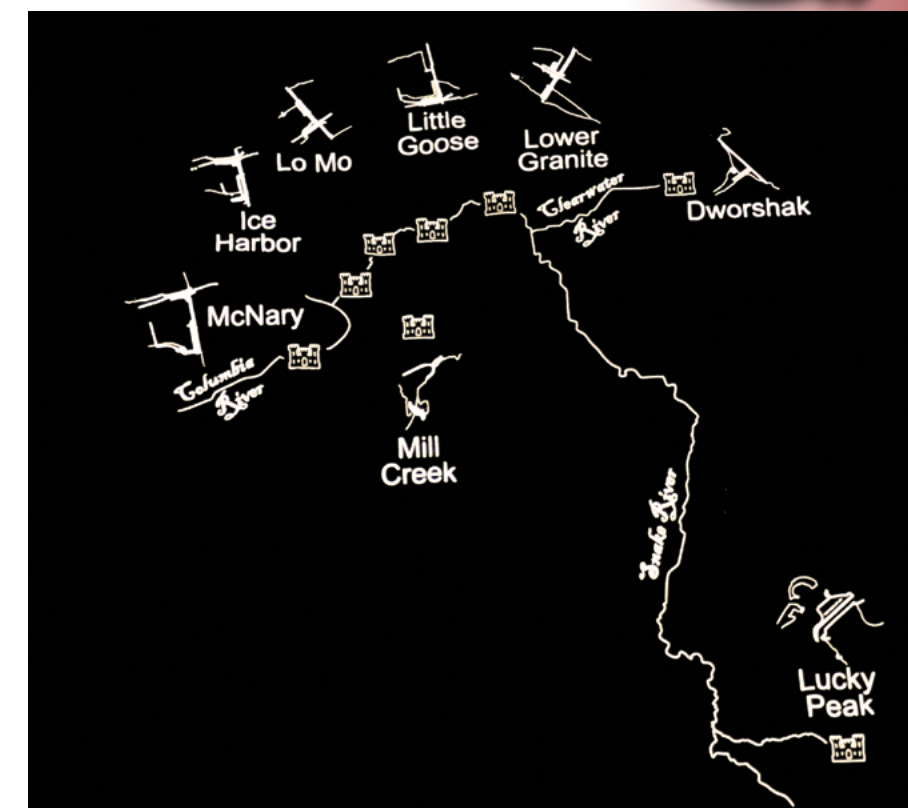 Little
Goose
Lower
Granite
Lo Mo
Clearwater
River
Dworshak
Ice
Harbor
McNary
Columbia
River
Mill
Creek
Snake River
Lucky
Peak